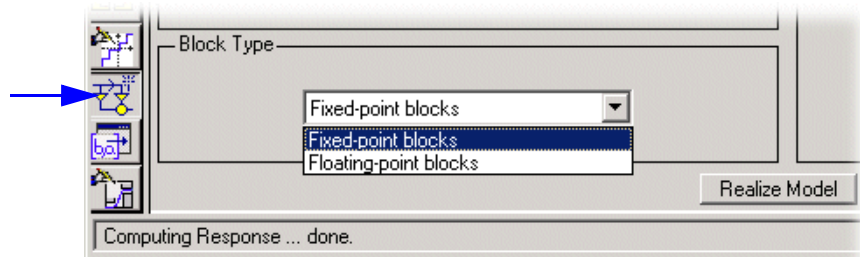 Block Type
Fixed-point blocks
Fixed-point blocks
Floating-point blocks
[b,a]
Realize Model
Computing Response ... done.